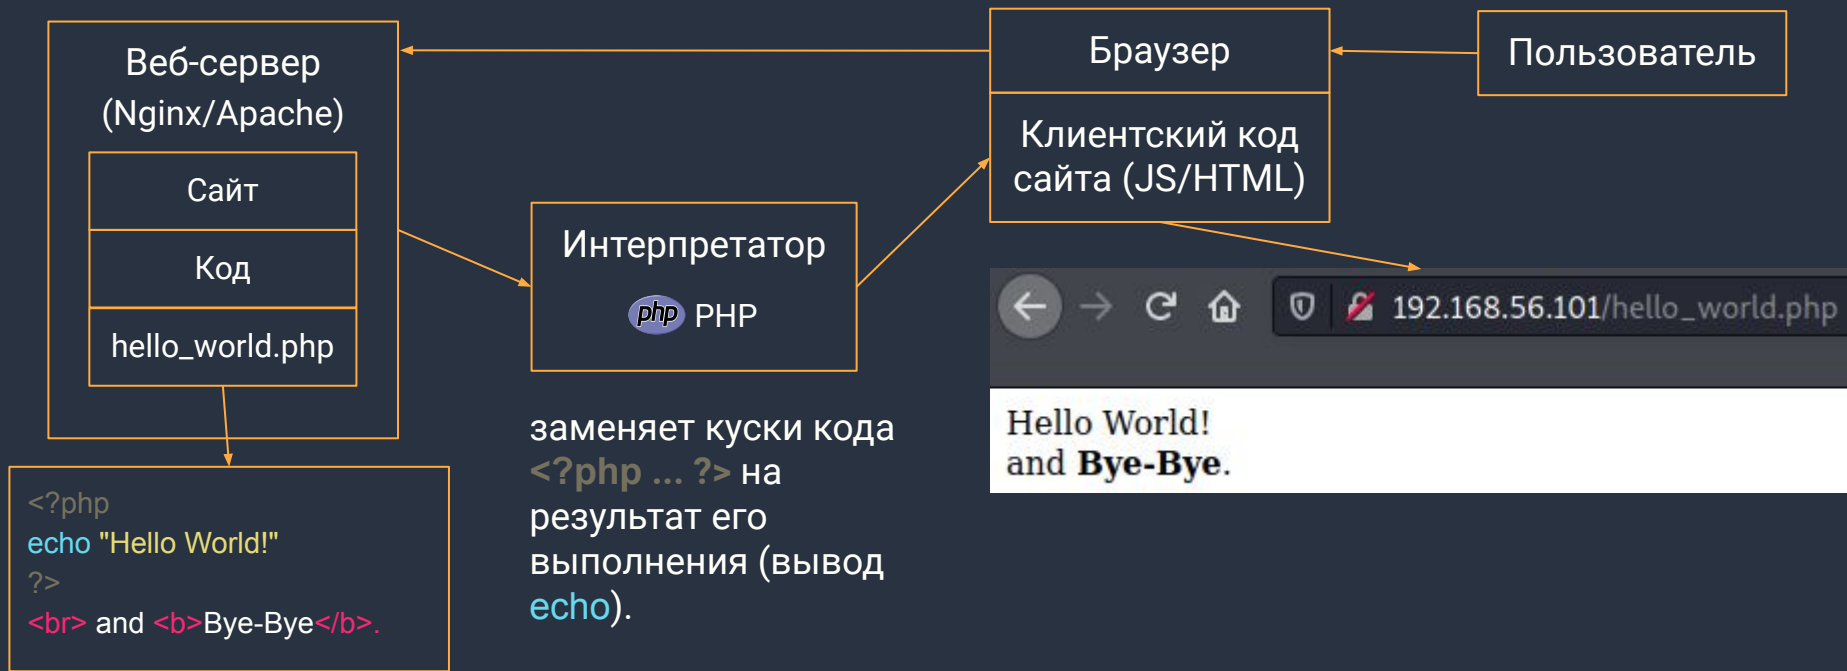 Веб-сервер
(Nginx/Apache)
Сайт
Код
hello_world.php
<?php
echo "Hello World!"
?>
<br> and <b>Bye-Bye</b>.
Интерпретатор
php PHP
заменяет куски кода
<?php ... ?> на
результат его
выполнения (вывод
echo).
Браузер
Клиентский код
сайта (JS/HTML)
Пользователь
192.168.56.101/hello_world.php
Hello World!
and Bye-Bye.